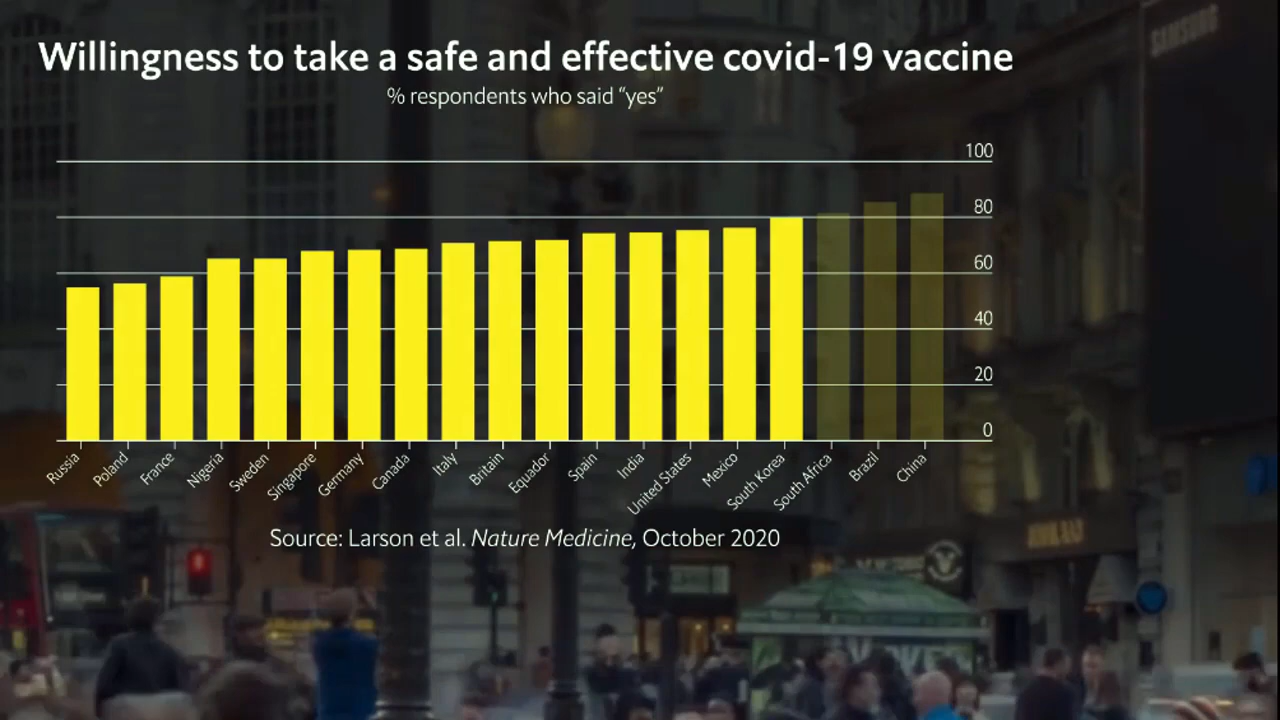 Willingness to take a safe and effective covid-19 vaccine
% respondents who said “yes”
SAMSUNG
100
80
60
40
20
0
Russia
Poland
France
Nigeria
Sweden
Singapore
Germany
Canada
Italy
Britain
Equador
Spain
India
United States
Mexico
South Korea
South Africa
Brazil
China
Source: Larson et al. Nature Medicine, October 2020